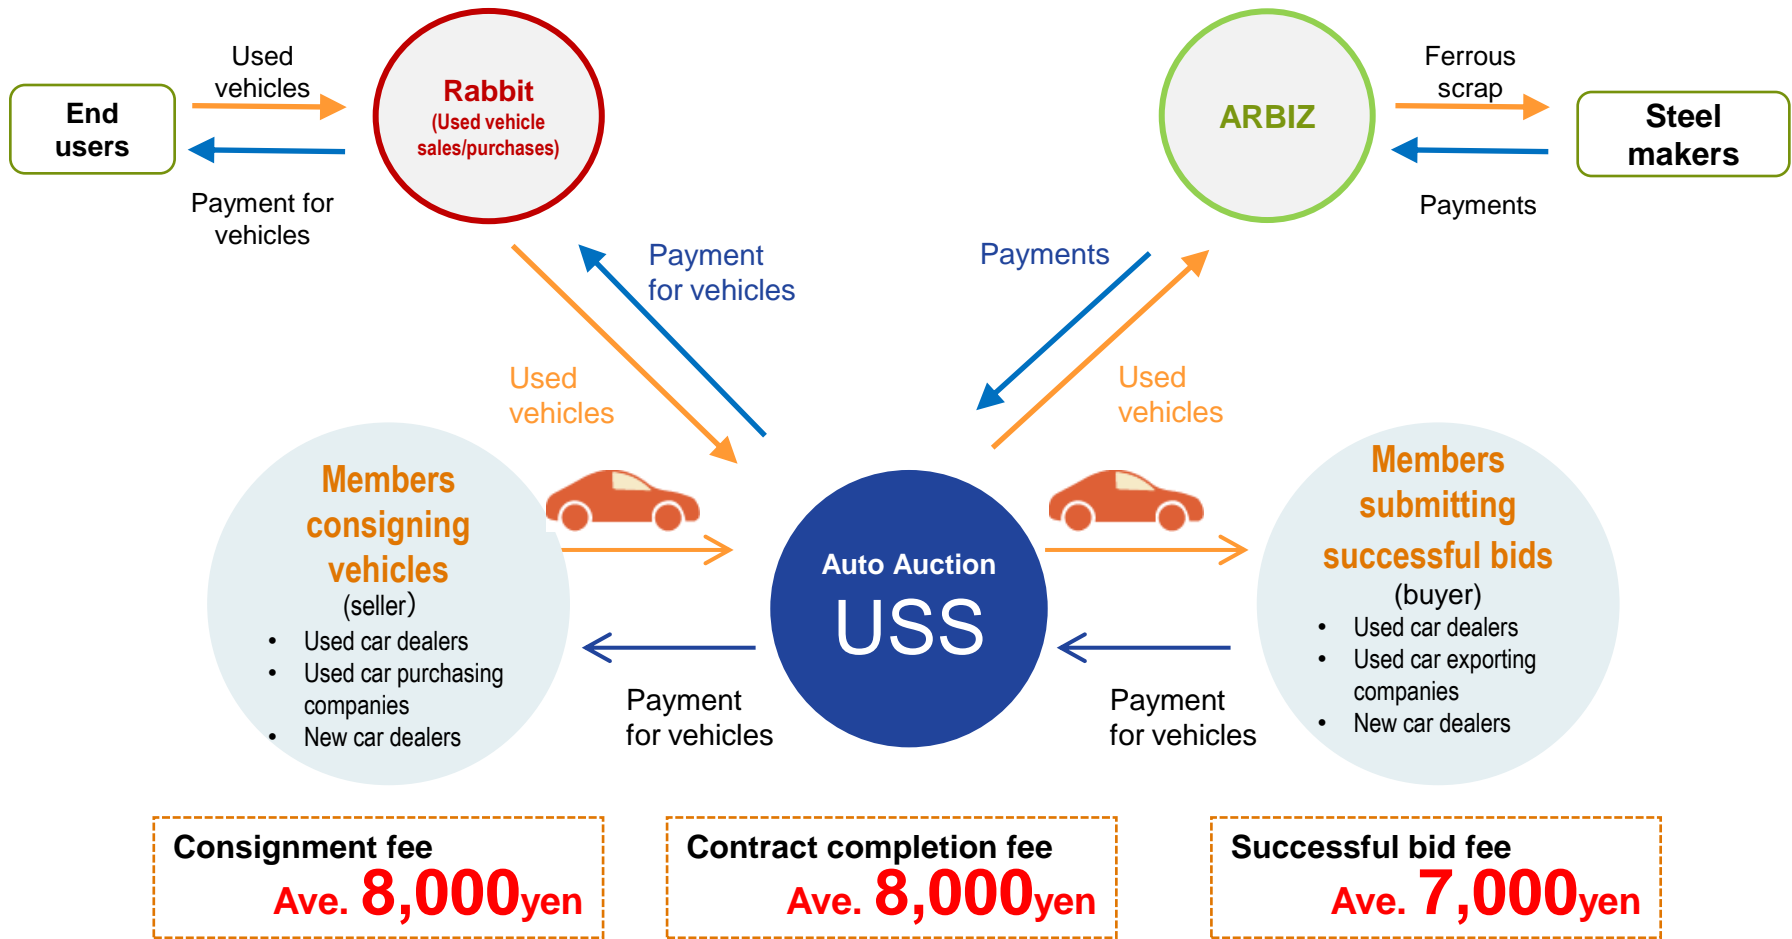 End
users
Used
vehicles
Payment for
vehicles
Rabbit
(Used vehicle
sales/purchases)
ARBIZ
Ferrous
scrap
Payments
Steel
makers
Payment
for vehicles
Used
vehicles
Payments
Used
vehicles
Members
consigning
vehicles
(seller）
• Used car dealers
• Used car purchasing
companies
• New car dealers
Payment
for vehicles
Auto Auction
USS
Payment
for vehicles
Members
submitting
successful bids
(buyer)
• Used car dealers
• Used car exporting
companies
• New car dealers
Consignment fee
Ave. 8,000yen
Contract completion fee
Ave. 8,000yen
Successful bid fee
Ave. 7,000yen